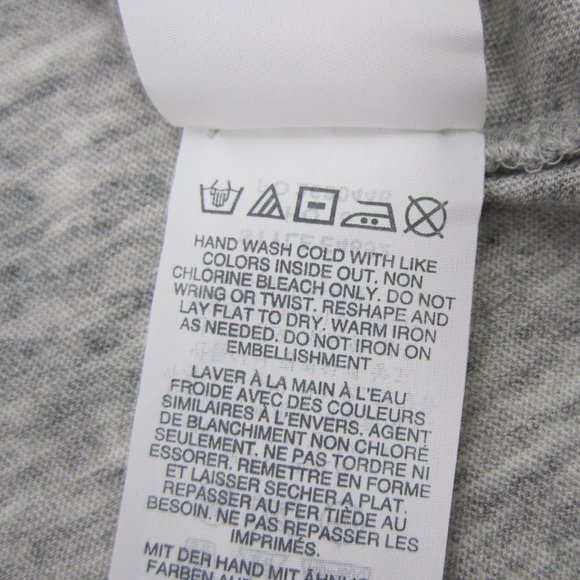 HAND WASH COLD WITH LIKE
COLORS INSIDE OUT. NON
CHLORINE BLEACH ONLY. DO NOT
WRING OR TWIST. RESHAPE AND
LAY FLAT TO DRY. WARM IRON
AS NEEDED. DO NOT IRON ON
EMBELLISHMENT
LAVER À LA MAIN À L'EAU
FROIDE AVEC DES COULEURS
SIMILAIRES À L'ENVERS. AGENT
DE BLANCHIMENT NON CHLORÉ
SEULEMENT. NE PAS TORDRE NI
ESSORER. REMETTRE EN FORME
ET LAISSER SECHER A PLAT.
REPASSER AU FER TIÈDE AU
BESOIN. NE PAS REPASSER LES
IMPRIMÉS.
MIT DER HAND MIT ÄHNLIC
FARBEN AUF